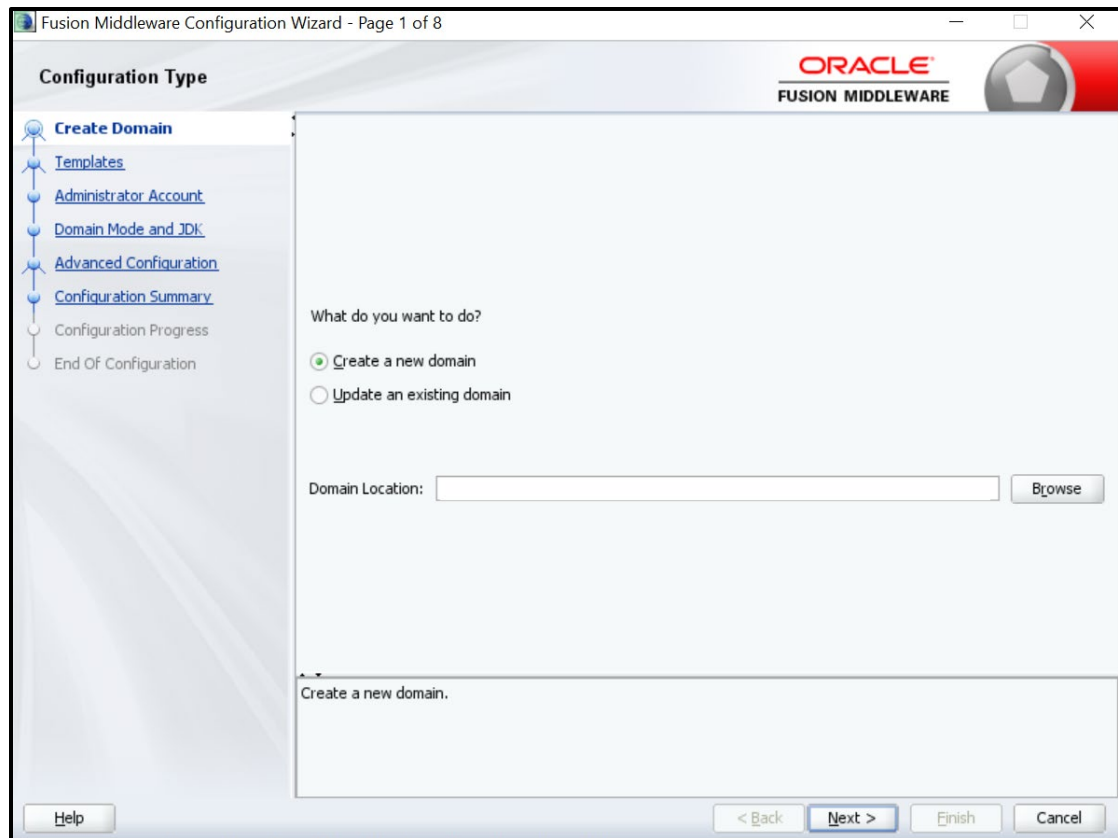 Fusion Middleware Configuration Wizard - Page 1 of 8
Configuration Type
ORACLE
FUSION MIDDLEWARE
Create Domain
Templates
Administrator Account
Domain Mode and JDK
Advanced Configuration
Configuration Summary
Configuration Progress
End Of Configuration
What do you want to do?
Create a new domain
Update an existing domain
Domain Location:
Browse
Create a new domain.
Help
< Back
Next >
Finish
Cancel